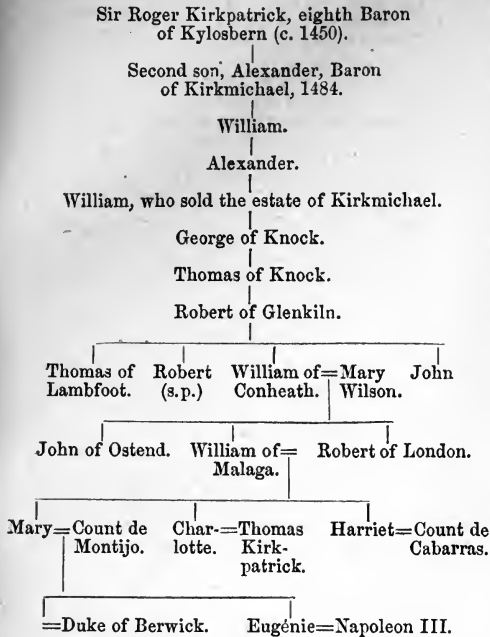 Sir Roger Kirkpatrick, eighth Baron
of Kylosbern (c. 1450).
Second son, Alexander, Baron
of Kirkmichael, 1484.
William.
Alexander.
William, who sold the estate of Kirkmichael.
George of Knock.
Thomas of Knock.
Robert of Glenkiln.
Thomas of Robert William of=Mary John
Lambfoot. (s.p.) Conheath. Wilson.
John of Ostend. William of= Robert of London.
Malaga.
Mary=Count de Char-=Thomas Harriet=Count de
Montijo. lotte. Kirk- Cabarras.
patrick.
=Duke of Berwick. Eugénie=Napoleon III.